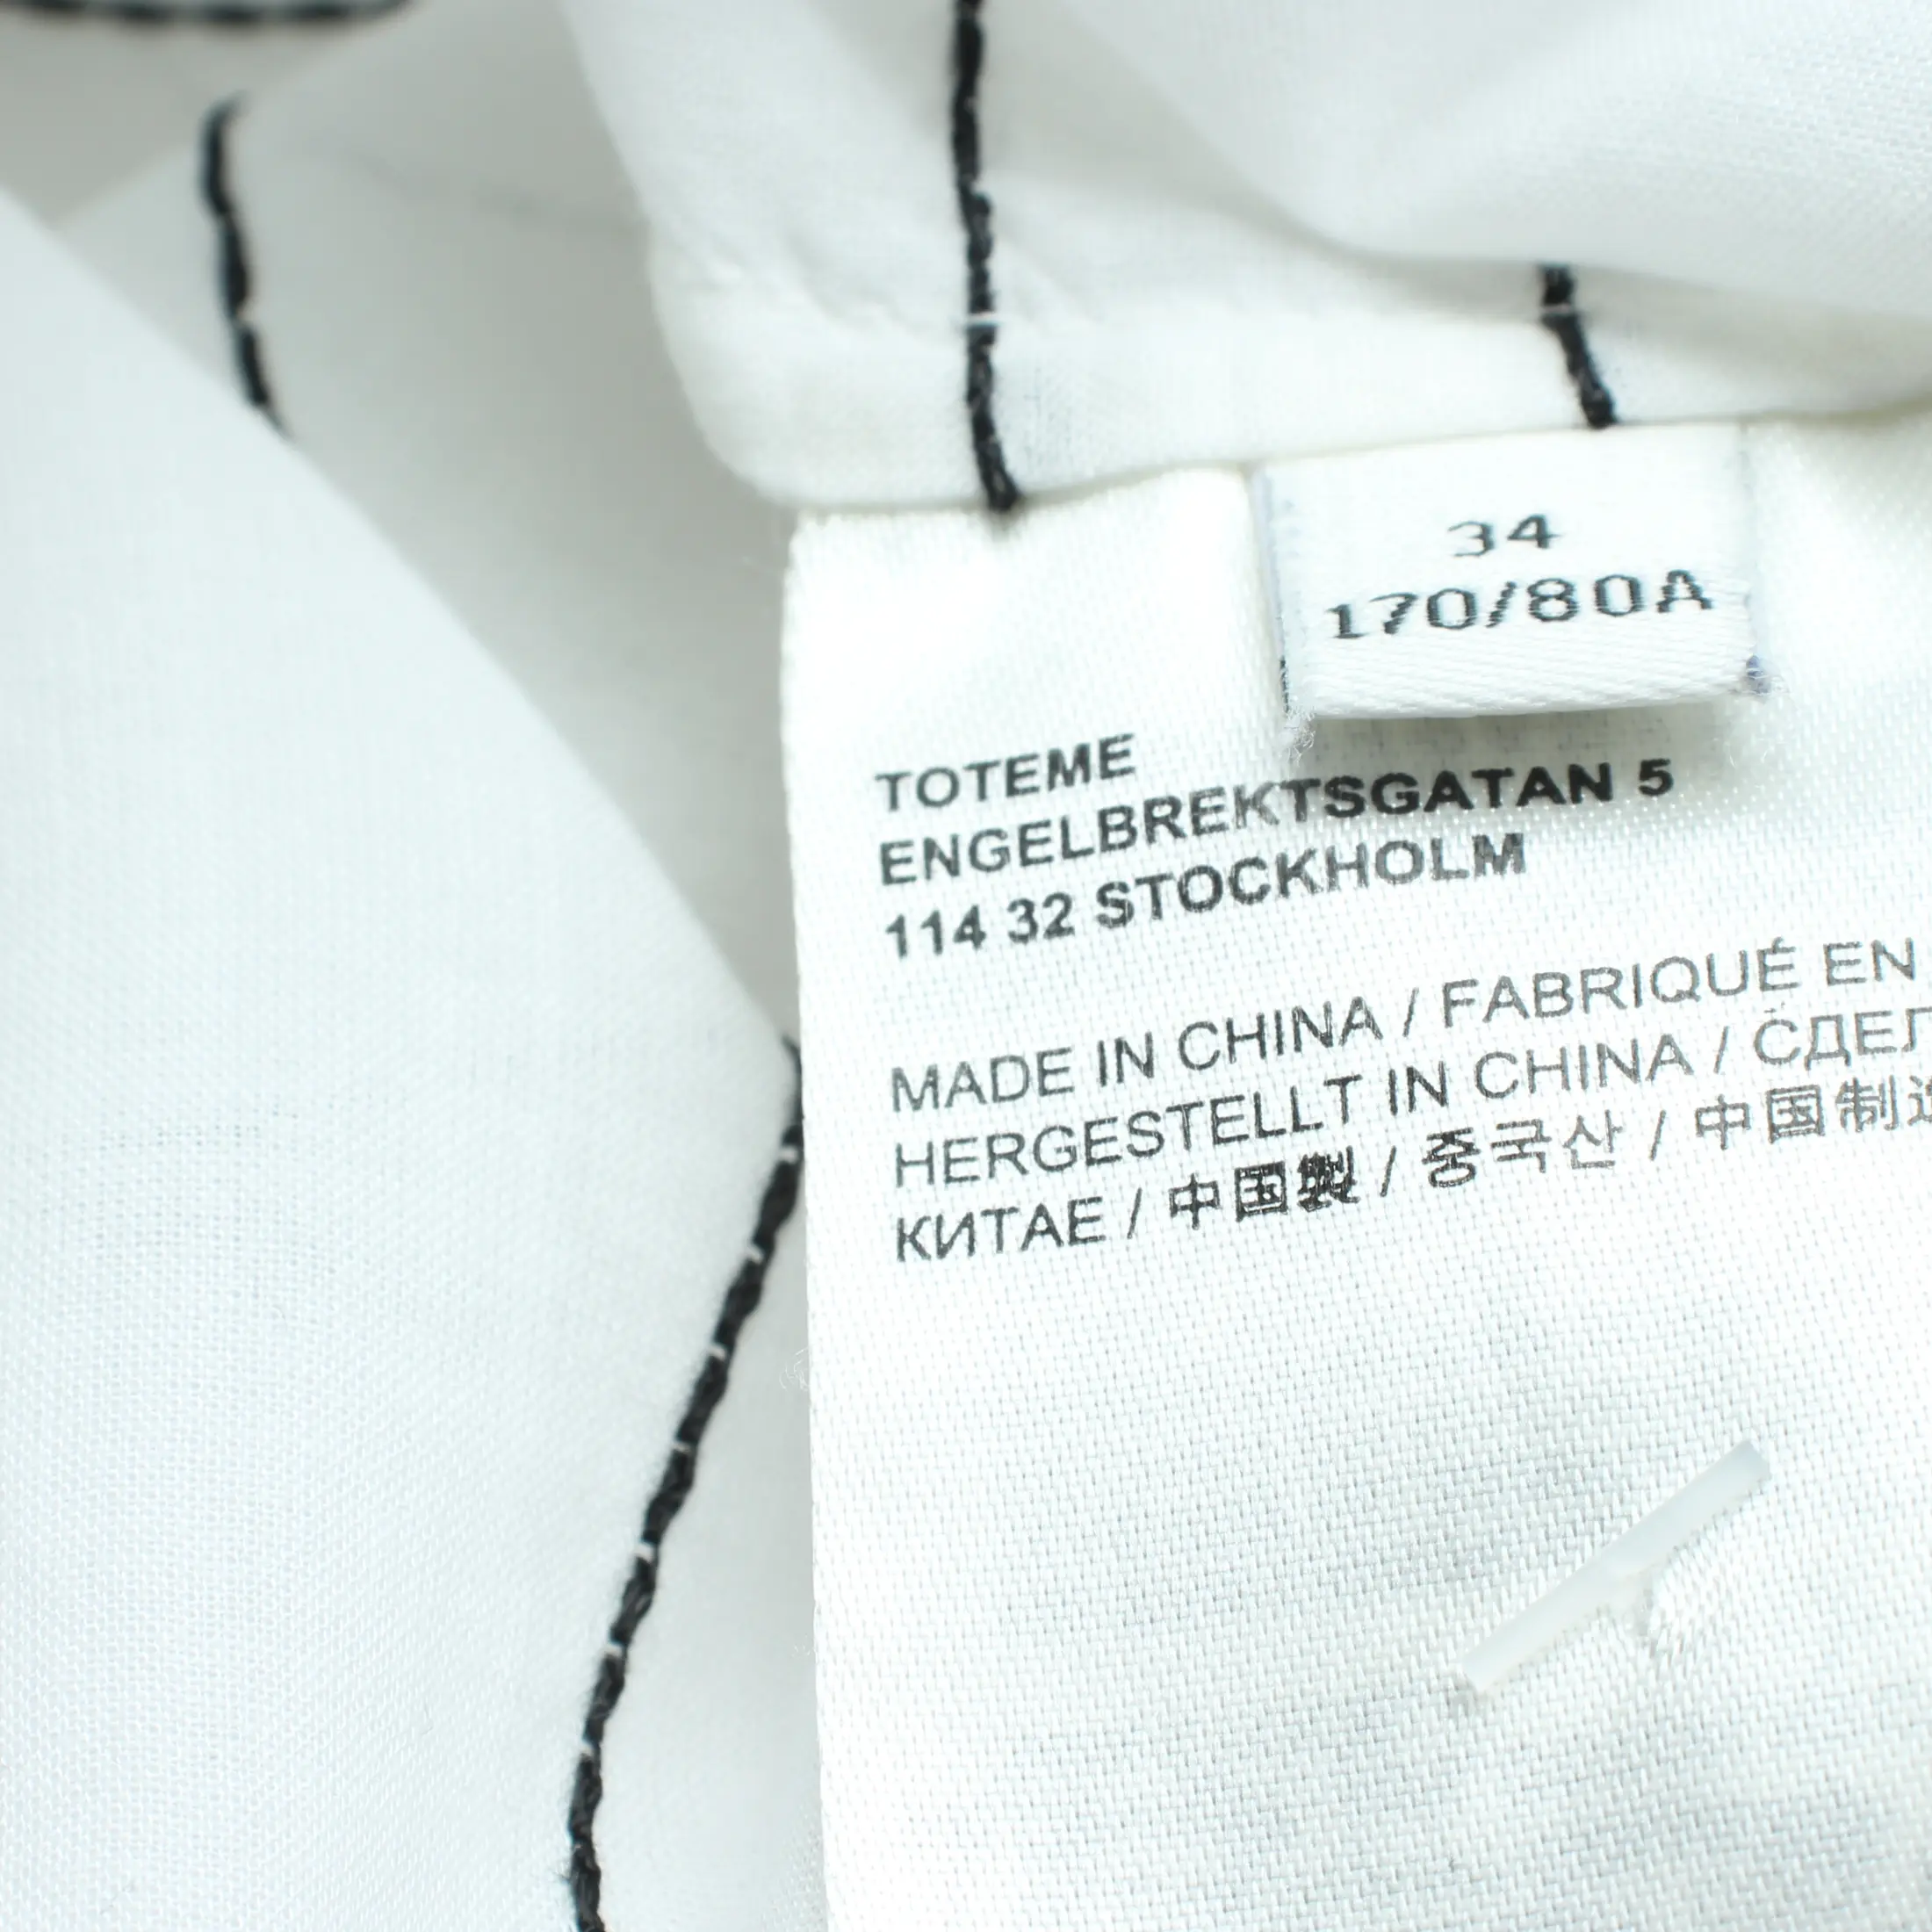 34
170/80A
TOTEME
ENGELBREKTSGATAN 5
114 32 STOCKHOLM
MADE IN CHINA / FABRIQUÉ EN
HERGESTELLT IN CHINA /
КИТАЕ / 中国製 / 중국산 / 中国制造